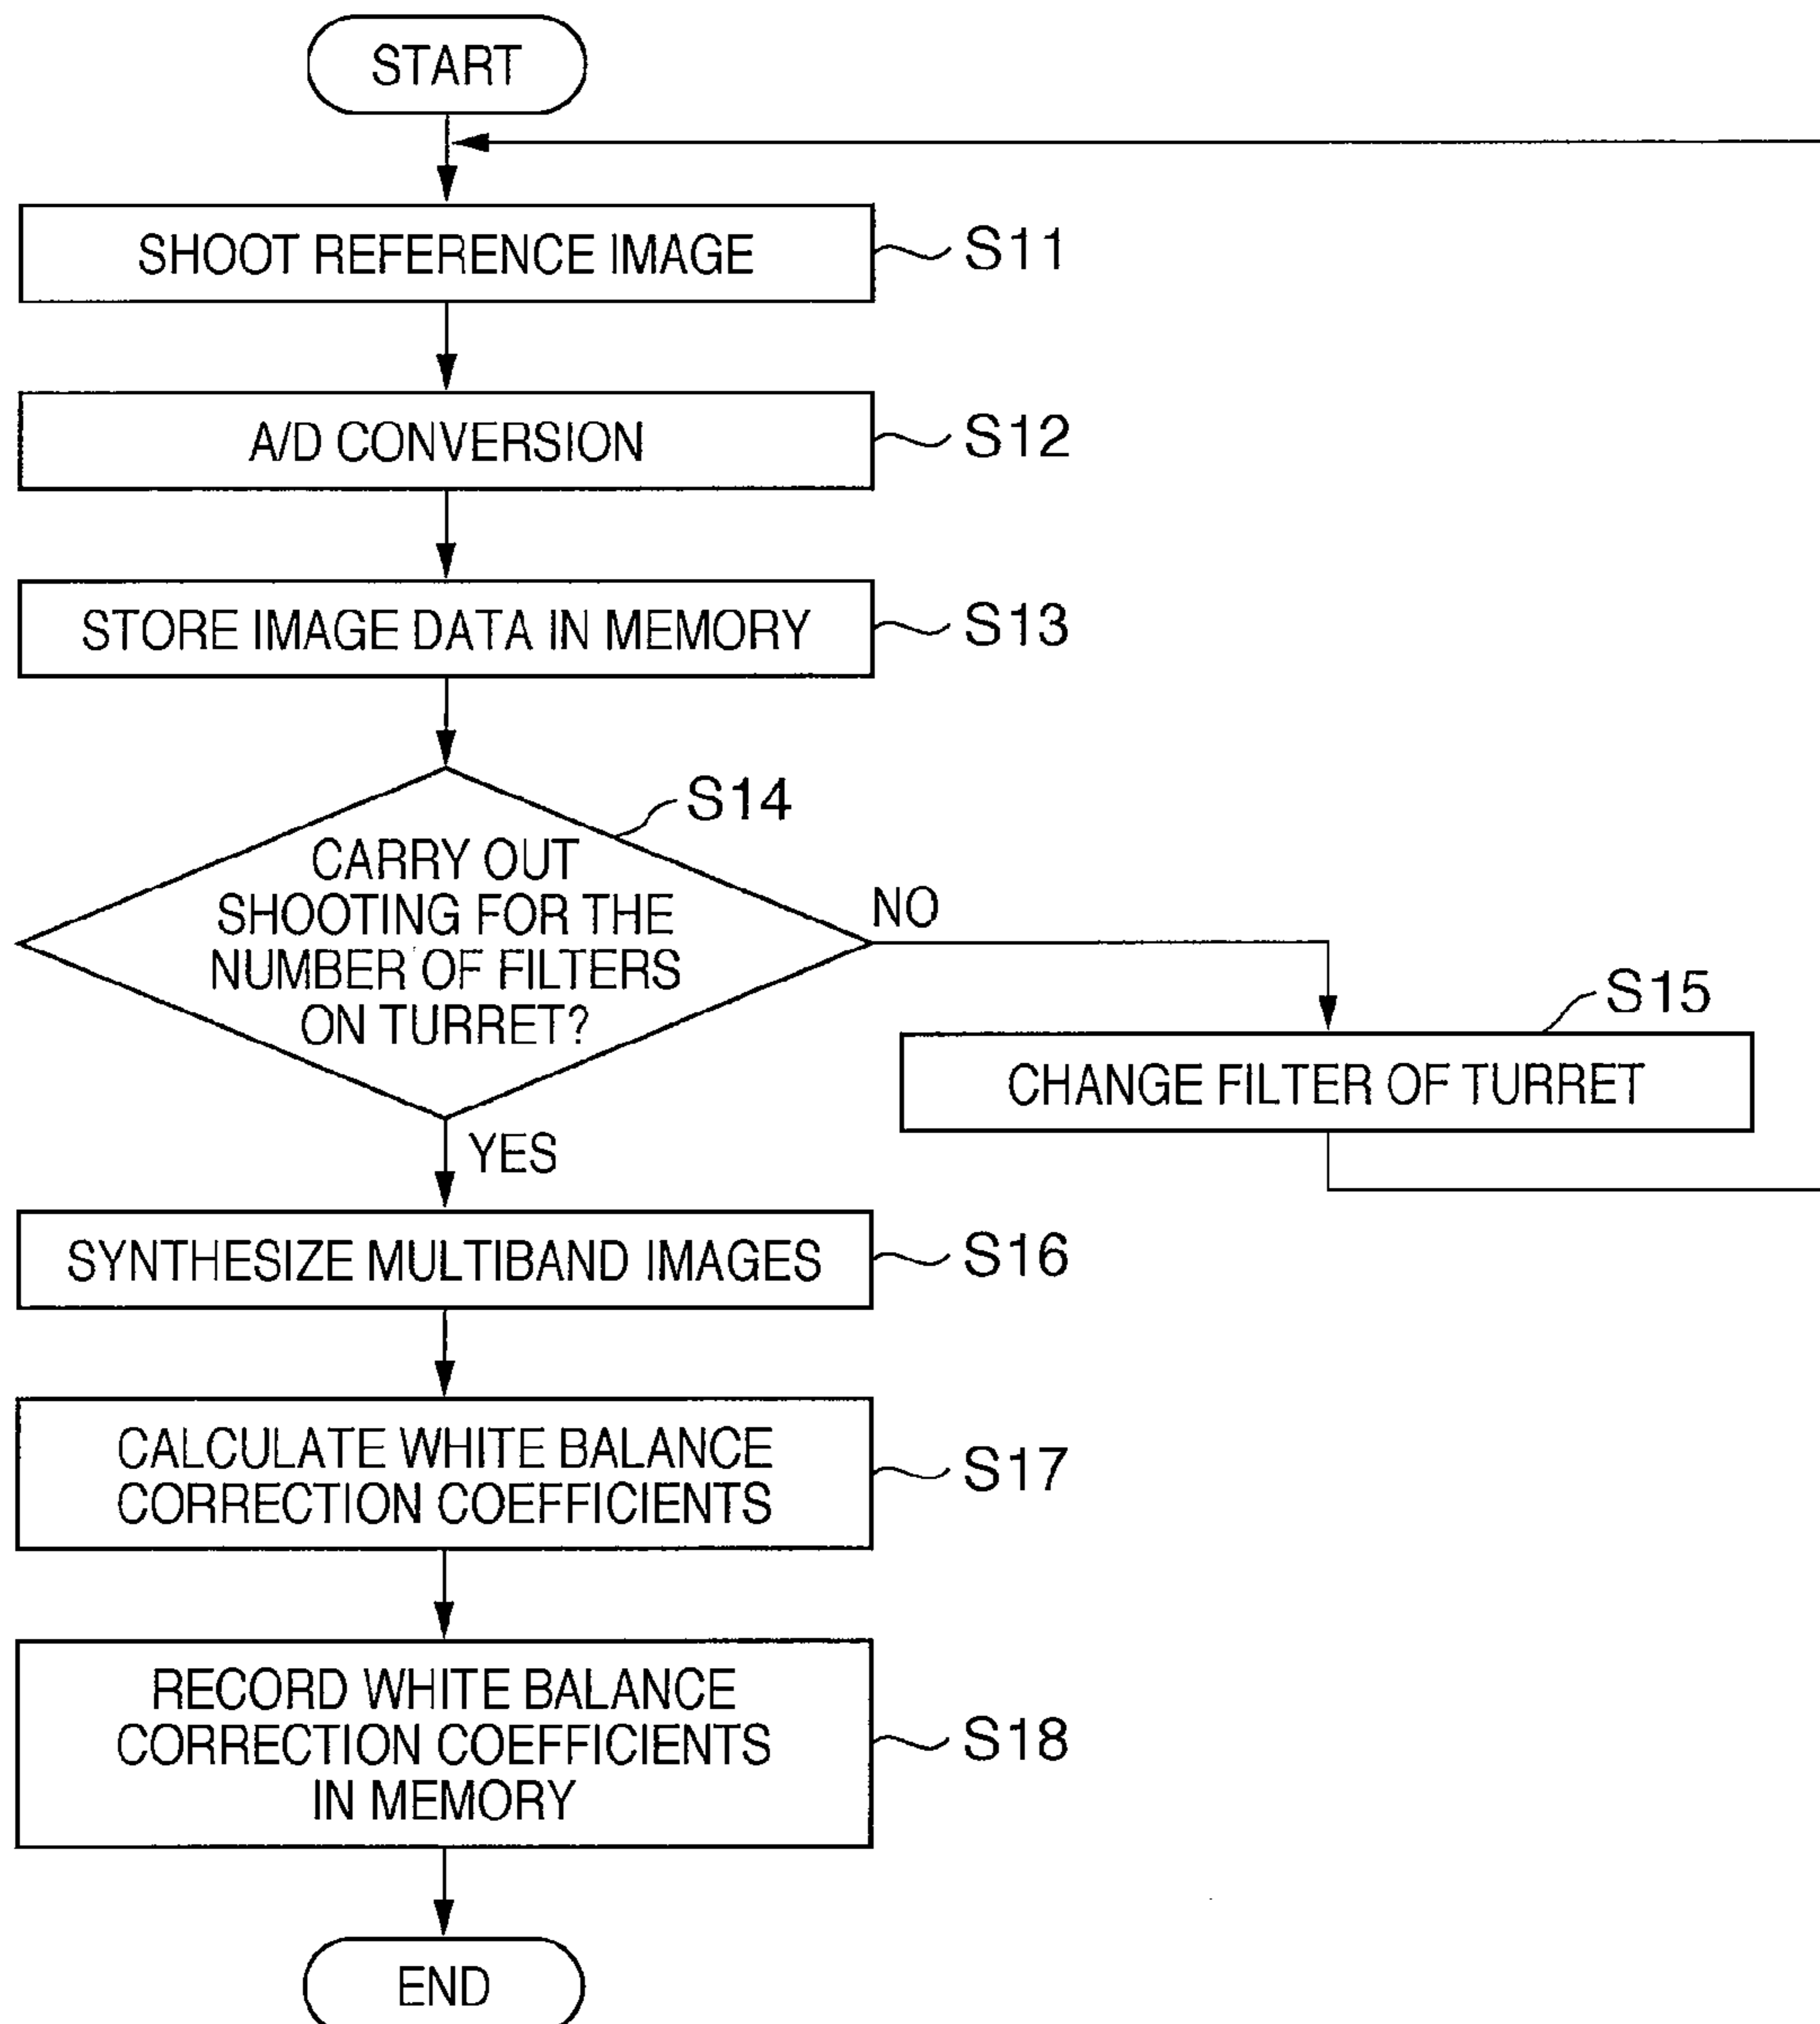 START
SHOOT REFERENCE IMAGE
S11
A/D CONVERSION
S12
STORE IMAGE DATA IN MEMORY
S13
S14
CARRY OUT
SHOOTING FOR THE
NUMBER OF FILTERS
ON TURRET?
NO
S15
CHANGE FILTER OF TURRET
YES
SYNTHESIZE MULTIBAND IMAGES
S16
CALCULATE WHITE BALANCE
CORRECTION COEFFICIENTS
S17
RECORD WHITE BALANCE
CORRECTION COEFFICIENTS
IN MEMORY
S18
END